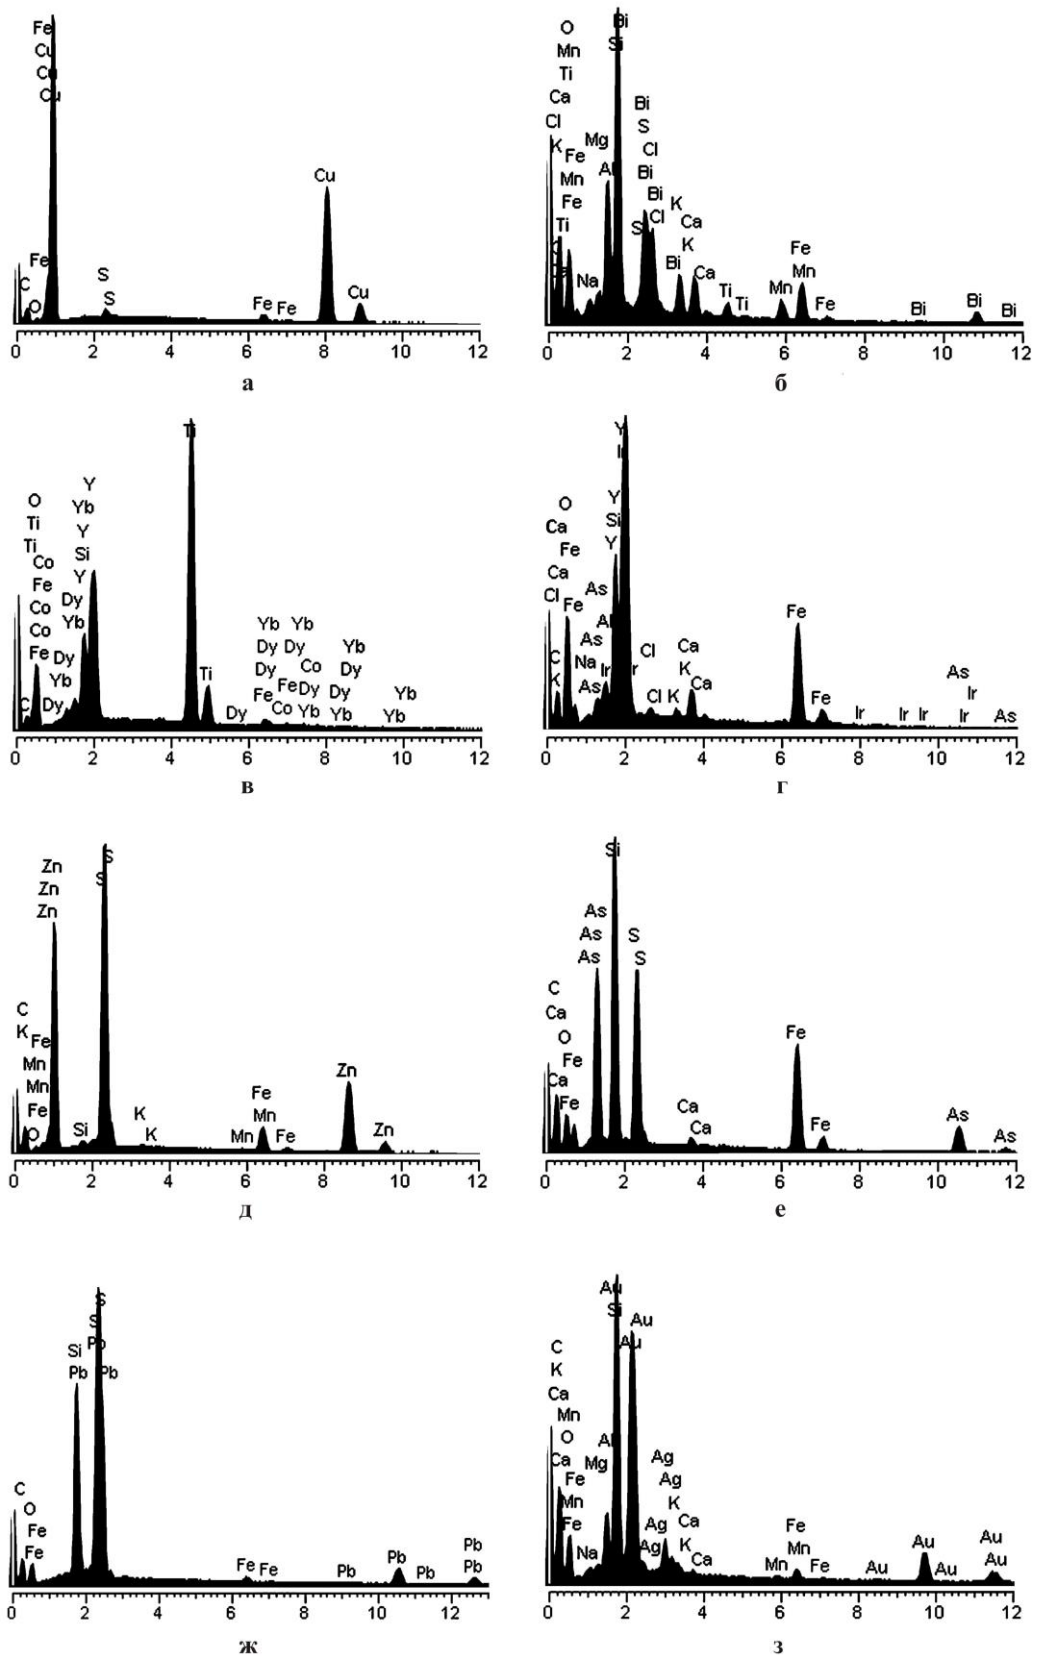 Fe
Cu
Cu
Cu
Fe
C
O
S
S
Fe Fe
Cu
Cu
0 2 4 6 8 10 12
а
O
Mn
Ti
Ca
Cl
K
Fe
Mn
Fe
Ti
Mg
Al
Na
Bi
Si
Bi
S
Cl
Bi
Bi
Cl
S
K
Ca
K
Bi
Ca
Ti
Ti
Mn
Fe
Mn
Fe
Bi
Bi
Bi
0 2 4 6 8 10 12
б
O
Ti
Ti
Co
Fe
Co
Co
Fe
C
Dy
Dy
Yb
Dy
Yb
Y
Yb
Y
Si
Y
Ti
Ti
Dy
Yb Yb
Dy Dy
Dy Co
Fe Fe Dy
Co Yb
Yb
Dy
Dy
Yb
Yb
Yb
0 2 4 6 8 10 12
в
O
Ca
Fe
Ca
Cl Fe
C
K
As
Al
As
Na Ir
As
Y
Ir
Y
Si
Y
Cl
Cl
Ca
K
K Ca
Fe
Fe
Ir
Ir Ir
As
Ir
Ir
As
0 2 4 6 8 10 12
г
C
K
Fe
Mn
Mn
Fe
O
Zn
Zn
Zn
Si
S
S
K
K
Mn
Fe
Mn
Fe
Zn
Zn
0 2 4 6 8 10 12
д
C
Ca
O
Fe
Ca
Fe
As
As
As
Si
S
S
Ca
Ca
Fe
Fe
As
As
0 2 4 6 8 10 12
е
C
O
Fe
Fe
Si
Pb
S
S
Pb
Pb
Fe Fe
Pb
Pb
Pb
Pb
Pb
0 2 4 6 8 10 12
ж
C
K
Ca
Mn
O
Ca
Fe
Mn
Fe
Na
Al
Mg
Au
Si
Au
Au
Ag
Ag
K
Ag
Ag
Ca
K
Ca
Mn
Fe
Mn
Fe
Au
Au
Au
Au
Au
0 2 4 6 8 10 12
з